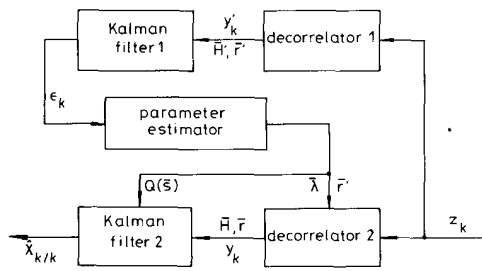 Kalman
filter 1
y'ₖ
H̄', r̄'
decorrelator 1
εₖ
parameter
estimator
Q(s̄)
λ̄
r̄'
Kalman
filter 2
H̄, r̄
yₖ
decorrelator 2
zₖ
x̂ₖ/ₖ